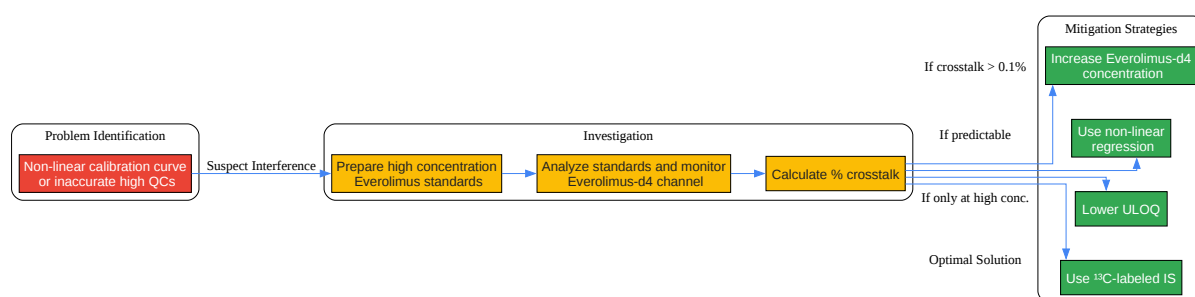 Problem Identification
Non-linear calibration curve
or inaccurate high QCs
Suspect Interference
Investigation
Prepare high concentration
Everolimus standards
Analyze standards and monitor
Everolimus-d4 channel
Calculate % crosstalk
If crosstalk > 0.1%
If predictable
If only at high conc.
Optimal Solution
Mitigation Strategies
Increase Everolimus-d4
concentration
Use non-linear
regression
Lower ULOQ
Use ¹³C-labeled IS